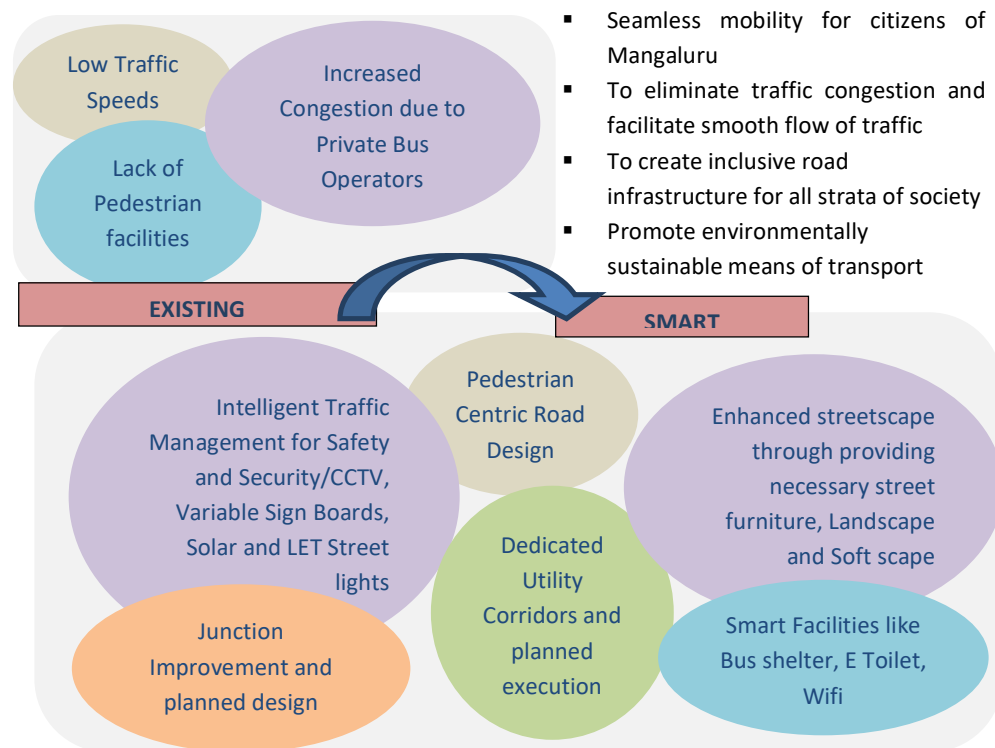 Low Traffic
Speeds
Increased
Congestion due to
Private Bus
Operators
Lack of
Pedestrian
facilities
▪ Seamless mobility for citizens of
Mangaluru
▪ To eliminate traffic congestion and
facilitate smooth flow of traffic
▪ To create inclusive road
infrastructure for all strata of society
▪ Promote environmentally
sustainable means of transport
EXISTING
SMART
Intelligent Traffic
Management for Safety
and Security/CCTV,
Variable Sign Boards,
Solar and LET Street
lights
Pedestrian
Centric Road
Design
Enhanced streetscape
through providing
necessary street
furniture, Landscape
and Soft scape
Junction
Improvement and
planned design
Dedicated
Utility
Corridors and
planned
execution
Smart Facilities like
Bus shelter, E Toilet,
Wifi